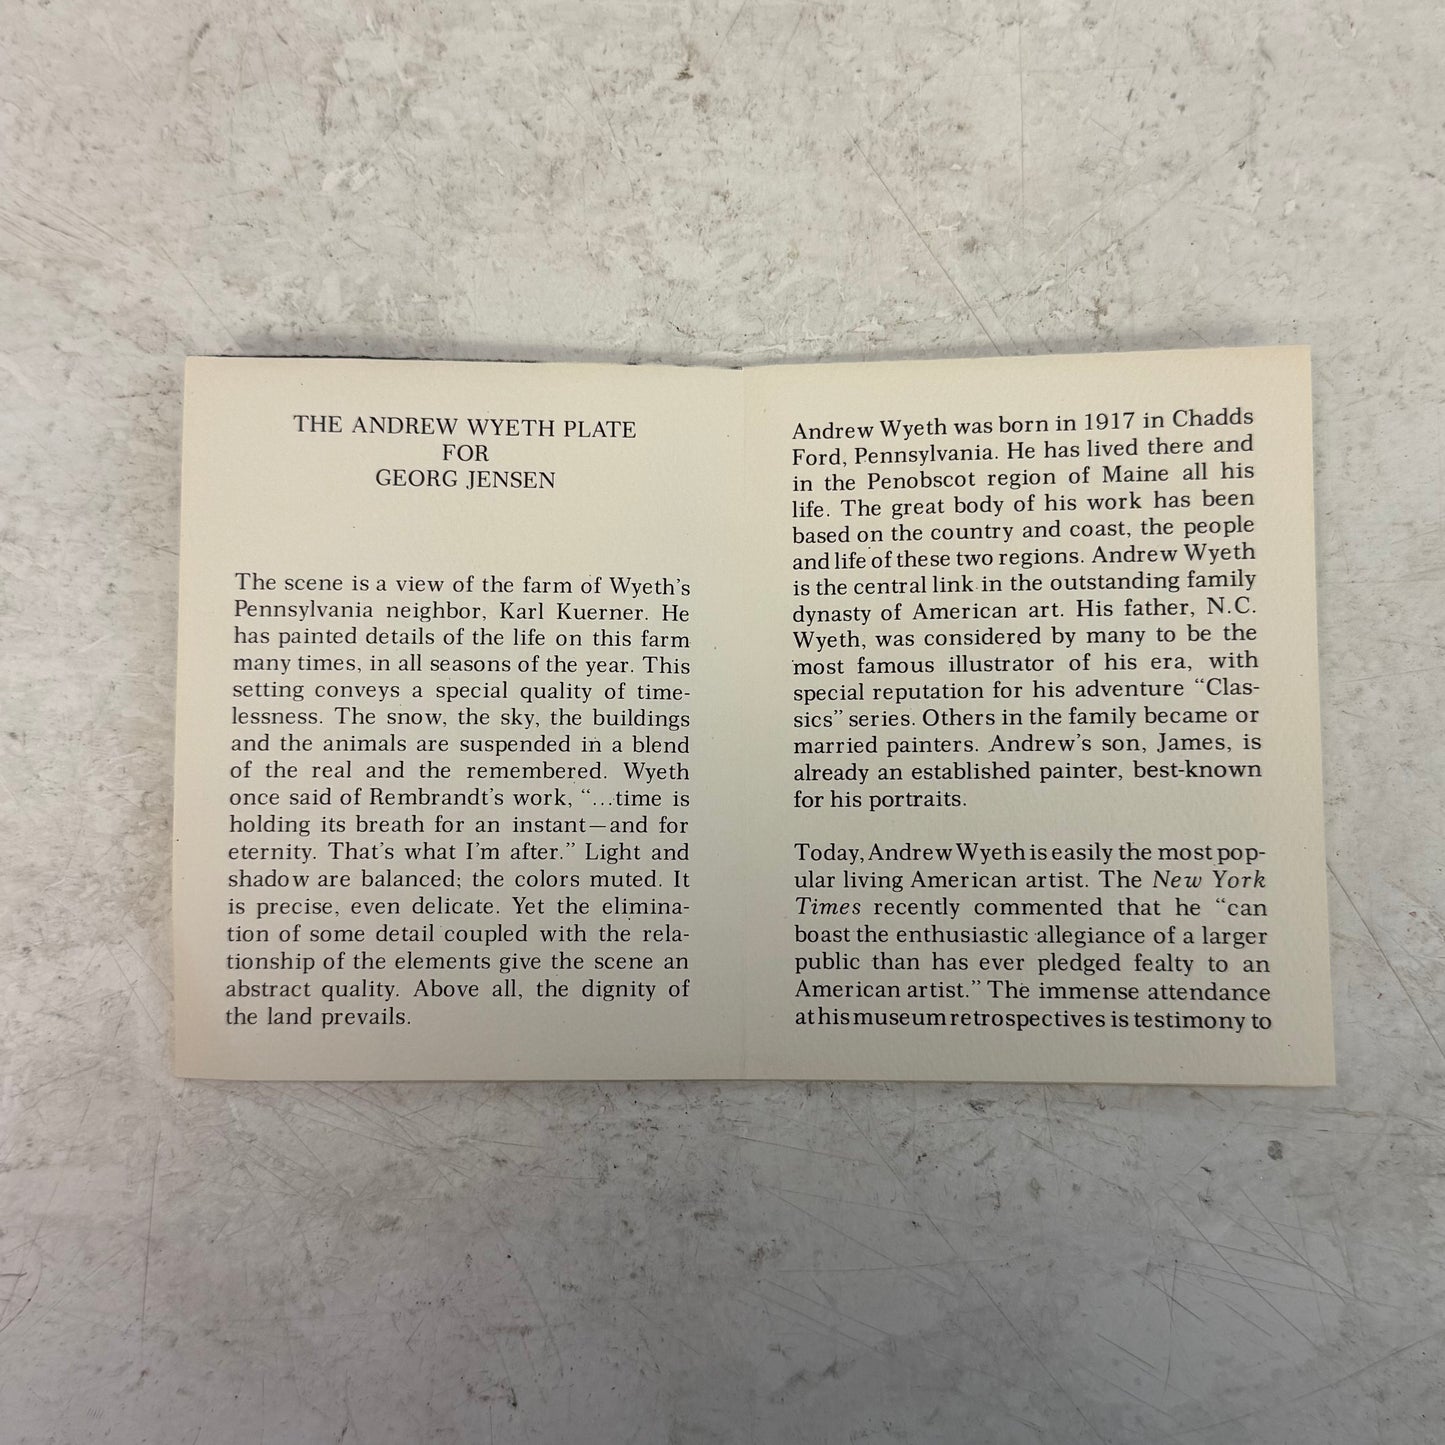 THE ANDREW WYETH PLATE
FOR
GEORG JENSEN
The scene is a view of the farm of Wyeth's
Pennsylvania neighbor, Karl Kuerner. He
has painted details of the life on this farm
many times, in all seasons of the year. This
setting conveys a special quality of time-
lessness. The snow, the sky, the buildings
and the animals are suspended in a blend
of the real and the remembered. Wyeth
once said of Rembrandt's work, “...time is
holding its breath for an instant—and for
eternity. That's what I'm after.” Light and
shadow are balanced; the colors muted. It
is precise, even delicate. Yet the elimina-
tion of some detail coupled with the rela-
tionship of the elements give the scene an
abstract quality. Above all, the dignity of
the land prevails.
Andrew Wyeth was born in 1917 in Chadds
Ford, Pennsylvania. He has lived there and
in the Penobscot region of Maine all his
life. The great body of his work has been
based on the country and coast, the people
and life of these two regions. Andrew Wyeth
is the central link in the outstanding family
dynasty of American art. His father, N.C.
Wyeth, was considered by many to be the
most famous illustrator of his era, with
special reputation for his adventure “Clas-
sics” series. Others in the family became or
married painters. Andrew's son, James, is
already an established painter, best-known
for his portraits.
Today, Andrew Wyeth is easily the most pop-
ular living American artist. The New York
Times recently commented that he “can
boast the enthusiastic allegiance of a larger
public than has ever pledged fealty to an
American artist.” The immense attendance
at his museum retrospectives is testimony to